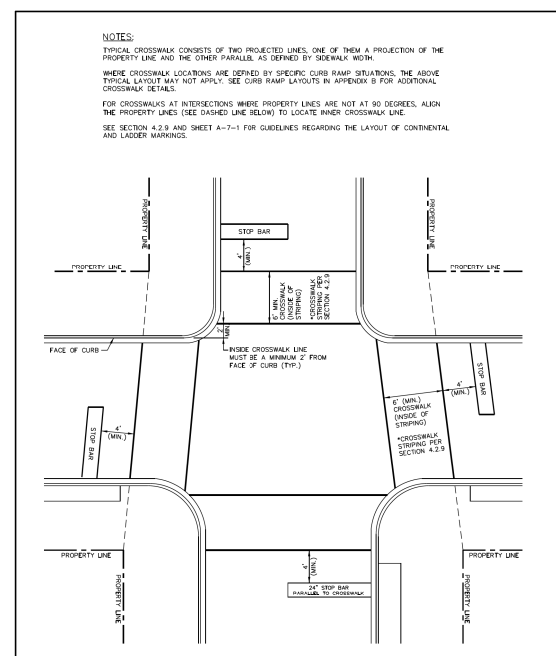 NOTES:
TYPICAL CROSSWALK CONSISTS OF TWO PROJECTED LINES, ONE OF THEM A PROJECTION OF THE
PROPERTY LINE AND THE OTHER PARALLEL AS DEFINED BY SIDEWALK WIDTH.
WHERE CROSSWALK LOCATIONS ARE DEFINED BY SPECIFIC CURB RAMP SITUATIONS, THE ABOVE
TYPICAL LAYOUT MAY NOT APPLY. SEE CURB RAMP LAYOUTS IN APPENDIX B FOR ADDITIONAL
CROSSWALK DETAILS.
FOR CROSSWALKS AT INTERSECTIONS WHERE PROPERTY LINES ARE NOT AT 90 DEGREES, ALIGN
THE PROPERTY LINES (SEE DASHED LINE BELOW) TO LOCATE INNER CROSSWALK LINE.
SEE SECTION 4.2.9 AND SHEET A-7-1 FOR GUIDELINES REGARDING THE LAYOUT OF CONTINENTAL
AND LADDER MARKINGS.
PROPERTY LINE
STOP BAR
PROPERTY LINE
4'
(MIN.)
PROPERTY LINE
PROPERTY LINE
6' MIN.
CROSSWALK
(INSIDE OF
STRIPING)
*CROSSWALK
STRIPING PER
SECTION 4.2.9
2'
MIN.
FACE OF CURB
INSIDE CROSSWALK LINE
MUST BE A MINIMUM 2' FROM
FACE OF CURB (TYP.)
STOP BAR
4'
(MIN.)
6' (MIN.)
CROSSWALK
(INSIDE OF
STRIPING)
*CROSSWALK
STRIPING PER
SECTION 4.2.9
4'
(MIN.)
STOP BAR
PROPERTY LINE
PROPERTY LINE
4'
(MIN.)
PROPERTY LINE
PROPERTY LINE
24" STOP BAR
PARALLEL TO CROSSWALK